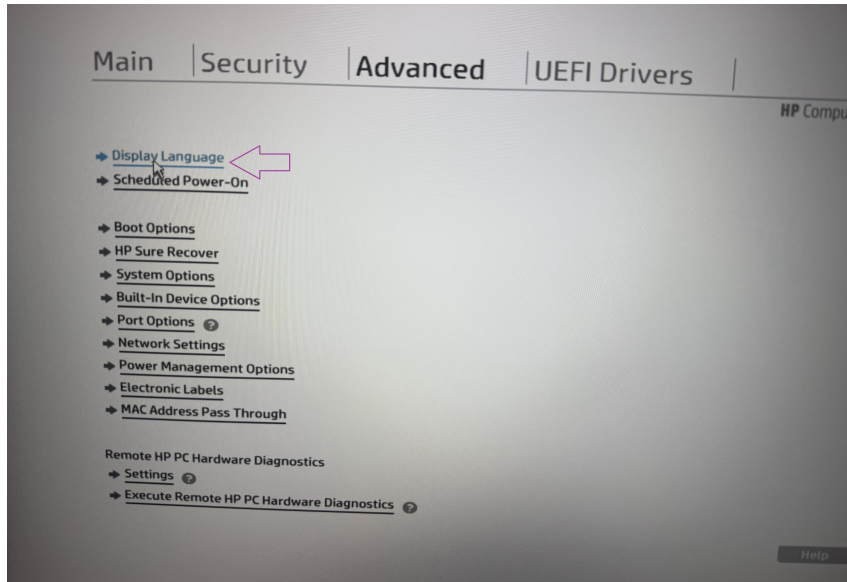 Main Security Advanced UEFI Drivers
HP
Display Language
Scheduled Power-On
Boot Options
HP Sure Recover
System Options
Built-In Device Options
Port Options ?
Network Settings
Power Management Options
Electronic Labels
MAC Address Pass Through
Remote HP PC Hardware Diagnostics
Settings ?
Execute Remote HP PC Hardware Diagnostics ?
Help